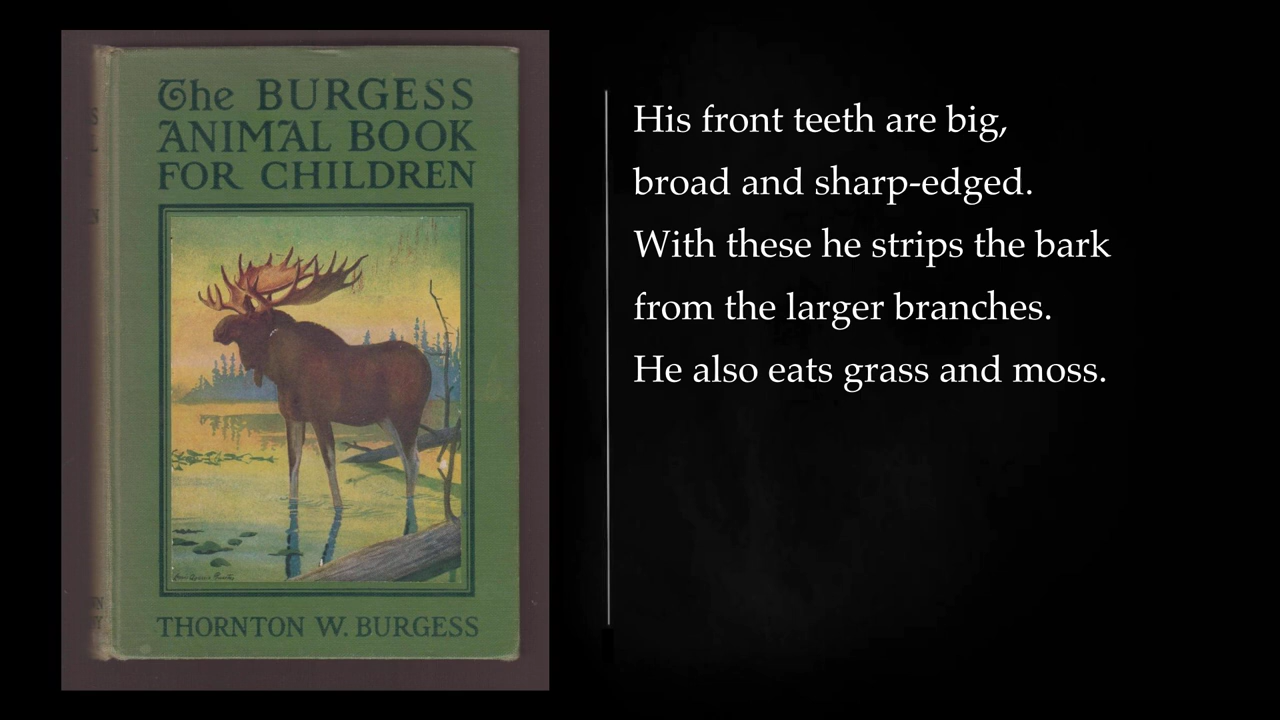 The BURGESS
ANIMAL BOOK
FOR CHILDREN
THORNTON W. BURGESS
His front teeth are big,
broad and sharp-edged.
With these he strips the bark
from the larger branches.
He also eats grass and moss.